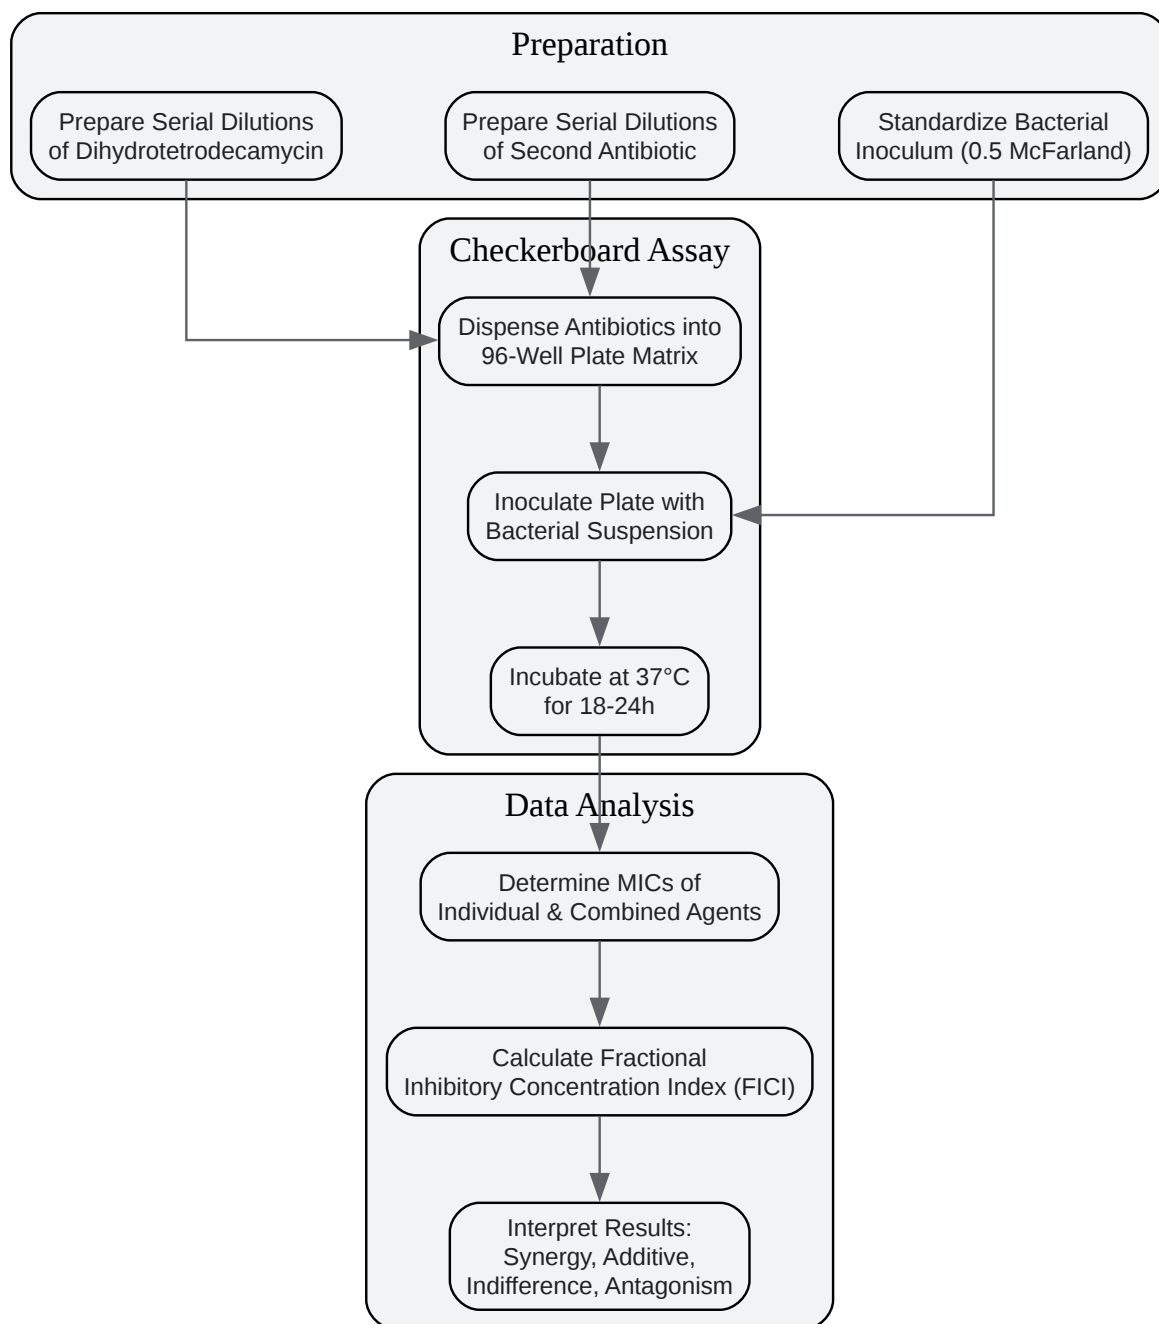 Preparation
Prepare Serial Dilutions
of Dihydrotetrodecamycin
Prepare Serial Dilutions
of Second Antibiotic
Standardize Bacterial
Inoculum (0.5 McFarland)
Checkerboard Assay
Dispense Antibiotics into
96-Well Plate Matrix
Inoculate Plate with
Bacterial Suspension
Incubate at 37°C
for 18-24h
Data Analysis
Determine MICs of
Individual & Combined Agents
Calculate Fractional
Inhibitory Concentration Index (FICI)
Interpret Results:
Synergy, Additive,
Indifference, Antagonism